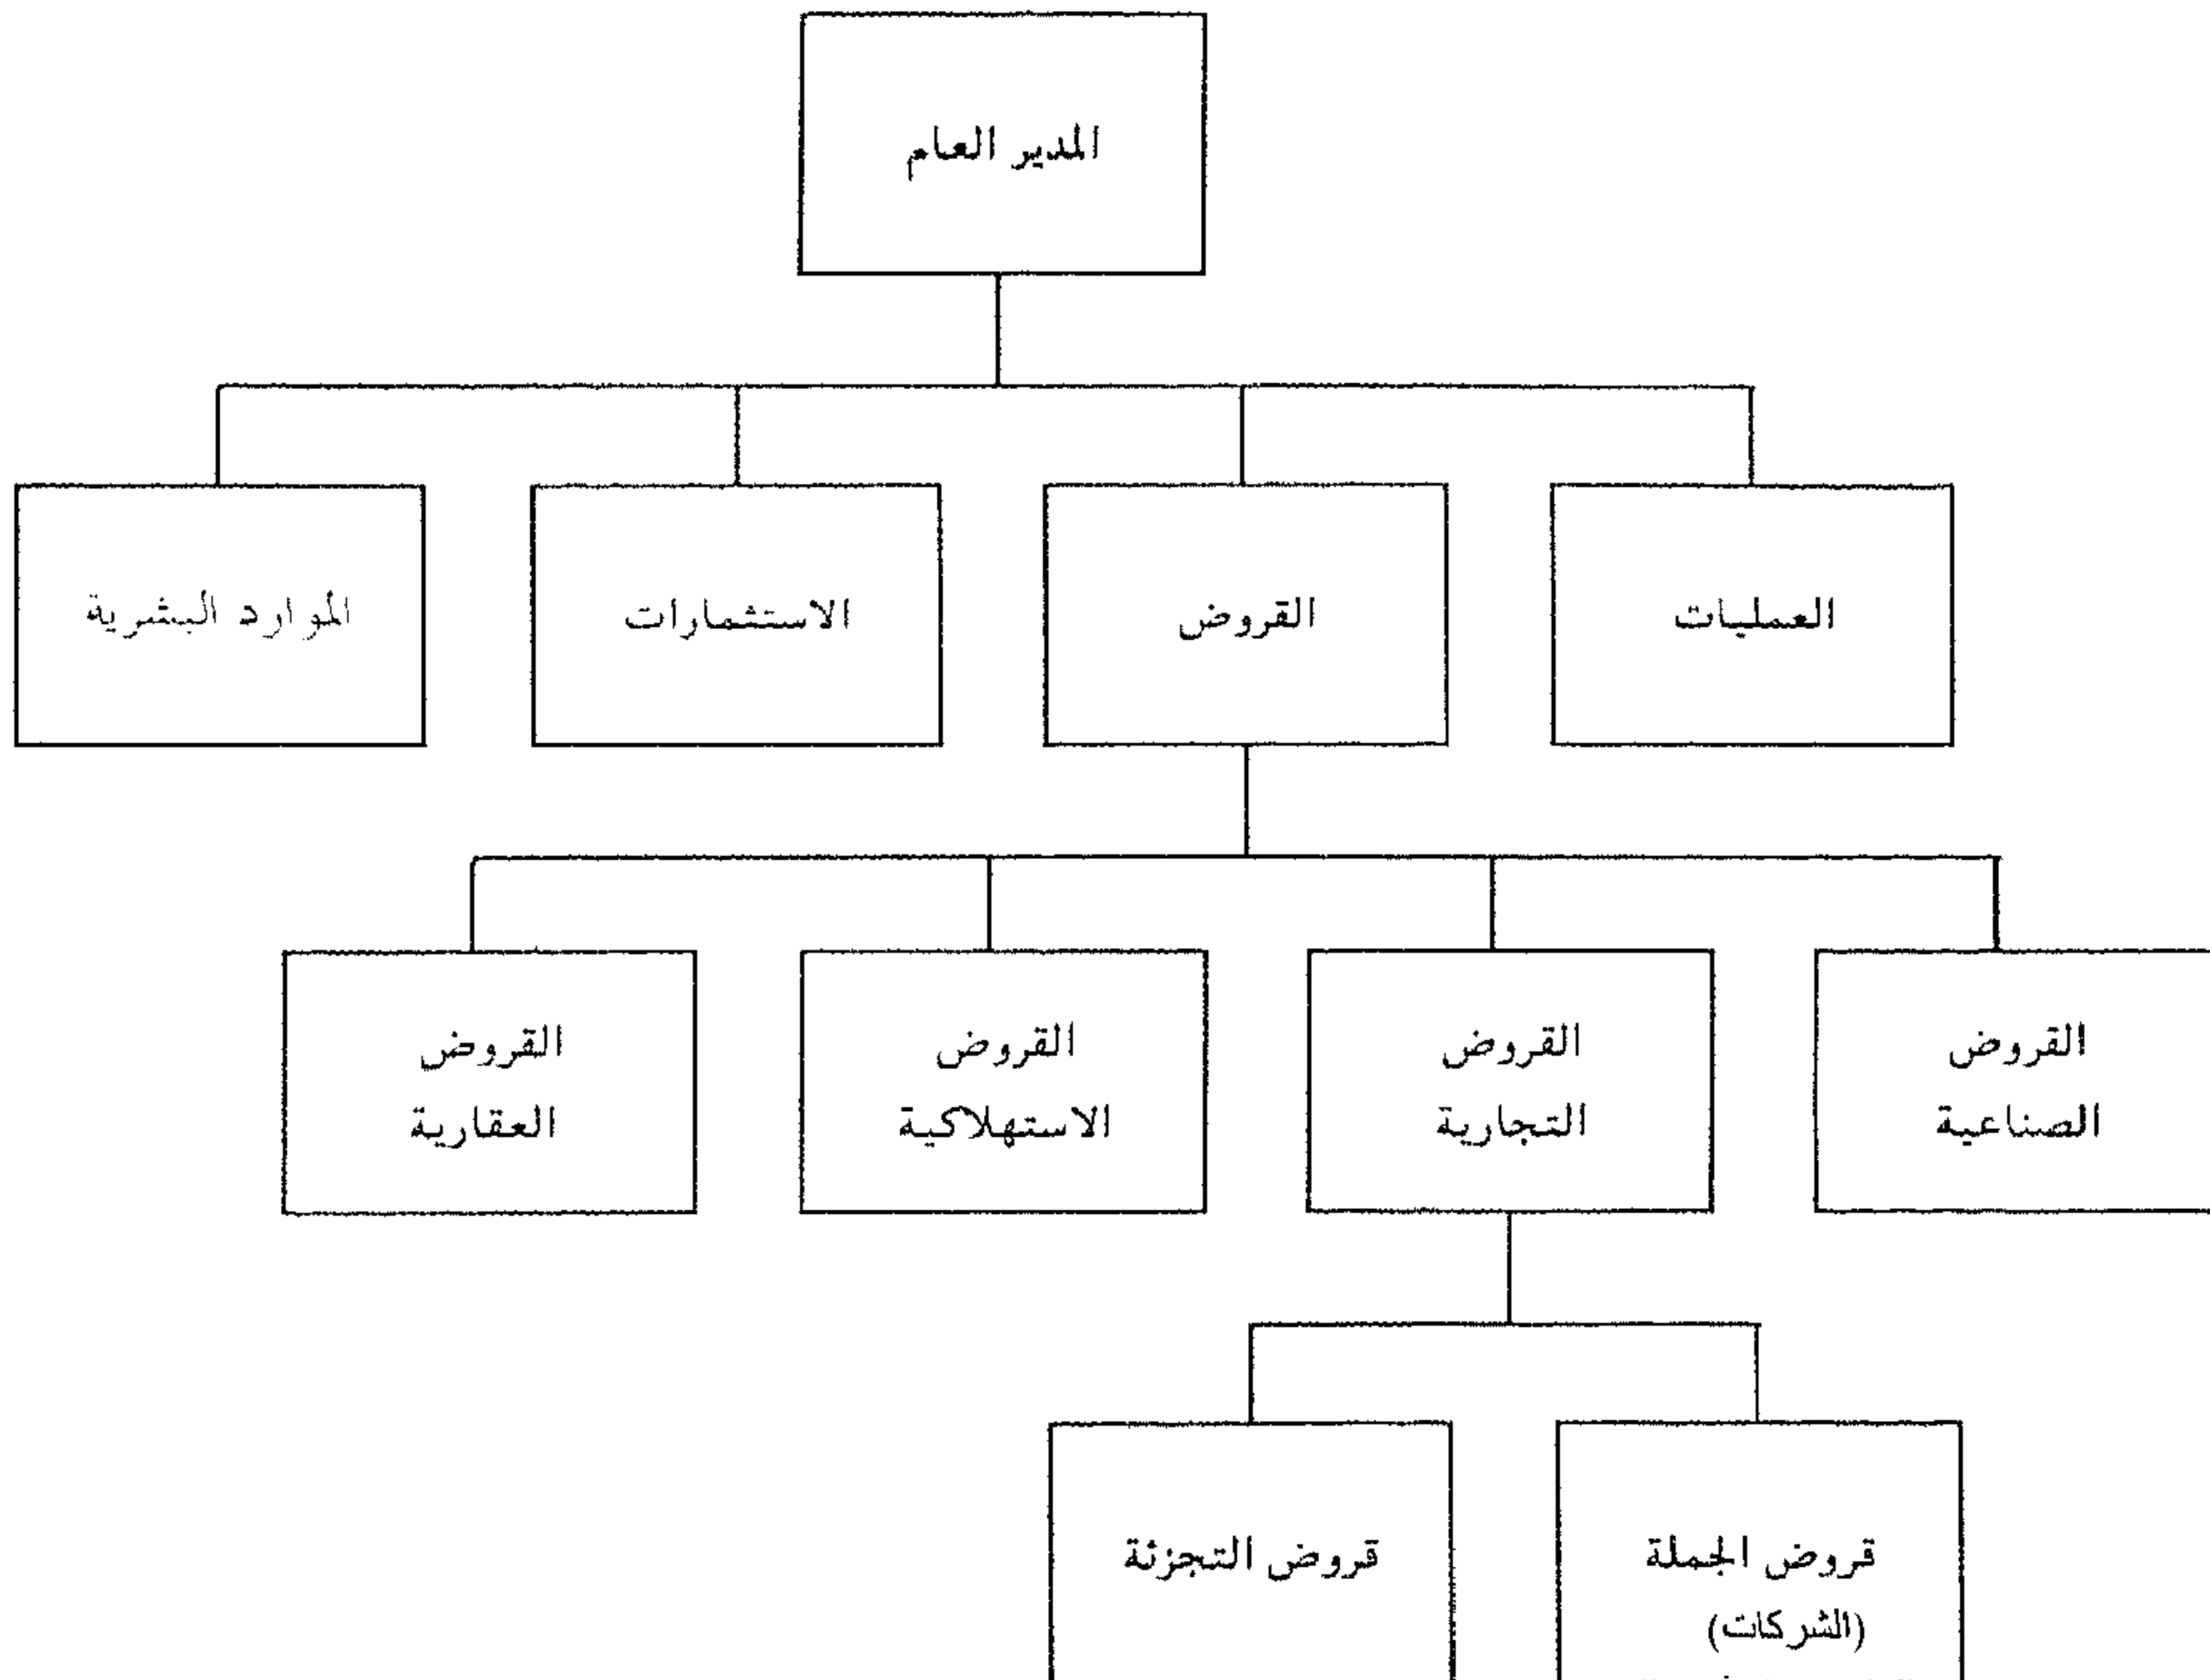 المدير العام
العمليات
القروض
الاستثمارات
الموارد البشرية
القروض
الصناعية
القروض
التجارية
القروض
الاستهلاكية
القروض
العقارية
قروض الجملة
(الشركات)
قروض التجزئة